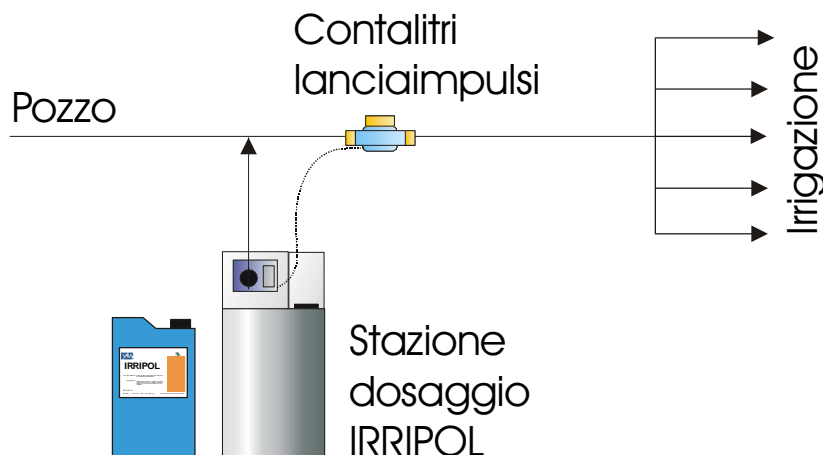 Contalitri
lanciaimpulsi
Pozzo
Irrigazione
IRRIPOL
Stazione
dosaggio
IRRIPOL